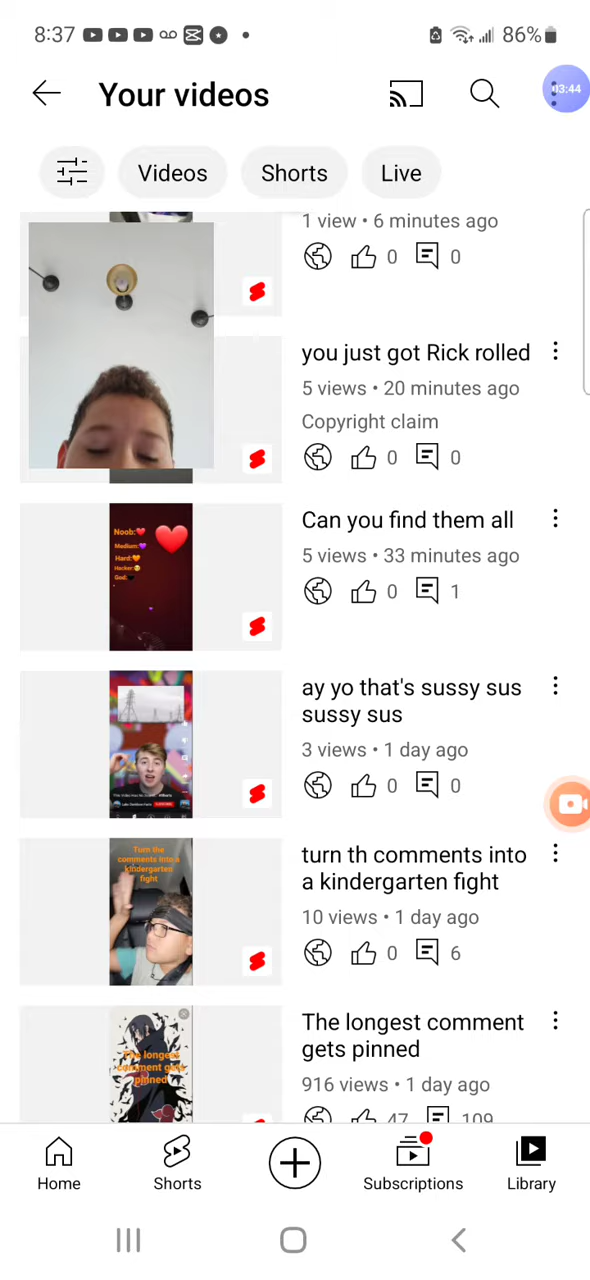 8:37
86%
Your videos
03:44
Videos
Shorts
Live
1 view • 6 minutes ago
0 0
you just got Rick rolled
5 views • 20 minutes ago
Copyright claim
0 0
Noob:❤️
Medium:💜
Hard:🧡
Hacker:
God:🖤
Can you find them all
5 views • 33 minutes ago
0 1
ay yo that's sussy sus
sussy sus
3 views • 1 day ago
0 0
Turn the
comments into a
kindergarten
fight
turn th comments into
a kindergarten fight
10 views • 1 day ago
0 6
The longest
comment gets
pinned
The longest comment
gets pinned
916 views • 1 day ago
47 109
Home
Shorts
Subscriptions
Library